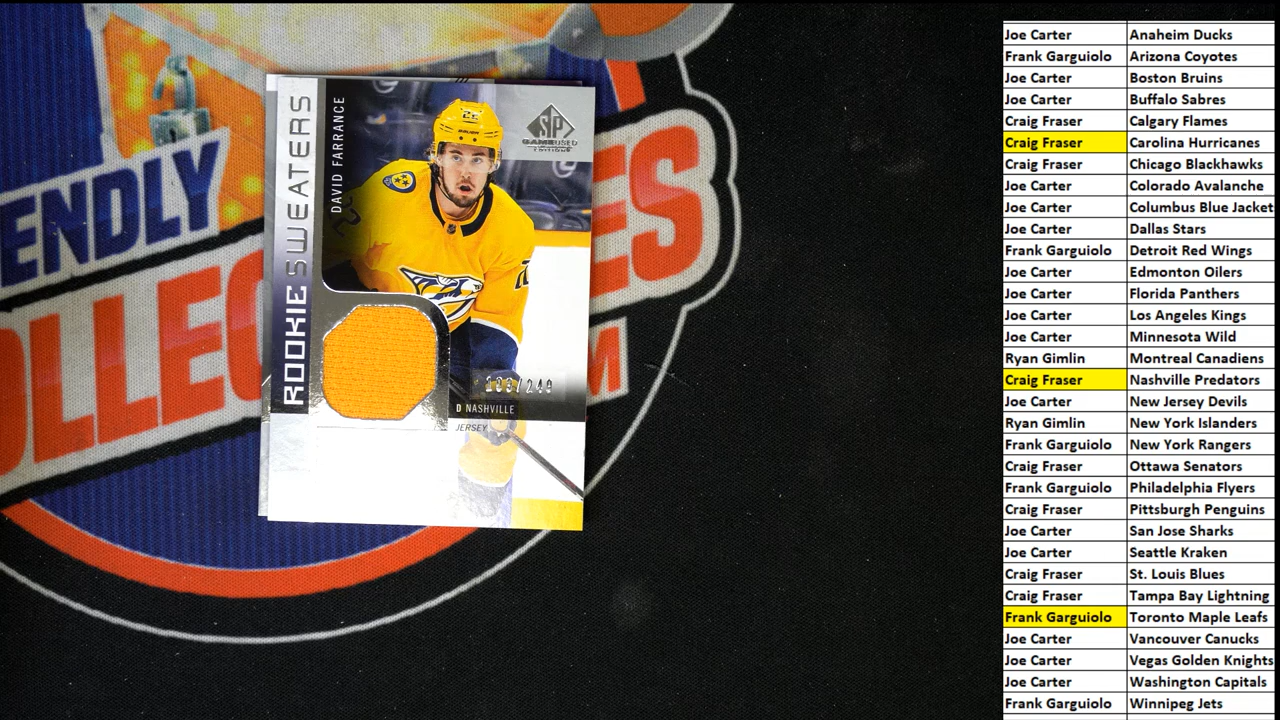 ENDLY
OLLEC
ES
M
ROOKIE SWEATERS
DAVID FARRANCE
SP
GAME USED
EDITION
22
D NASHVILLE
JERSEY
Joe Carter Anaheim Ducks
Frank Garguiolo Arizona Coyotes
Joe Carter Boston Bruins
Joe Carter Buffalo Sabres
Craig Fraser Calgary Flames
Craig Fraser Carolina Hurricanes
Craig Fraser Chicago Blackhawks
Joe Carter Colorado Avalanche
Joe Carter Columbus Blue Jacket
Joe Carter Dallas Stars
Frank Garguiolo Detroit Red Wings
Joe Carter Edmonton Oilers
Joe Carter Florida Panthers
Joe Carter Los Angeles Kings
Joe Carter Minnesota Wild
Ryan Gimlin Montreal Canadiens
Craig Fraser Nashville Predators
Joe Carter New Jersey Devils
Ryan Gimlin New York Islanders
Frank Garguiolo New York Rangers
Craig Fraser Ottawa Senators
Frank Garguiolo Philadelphia Flyers
Craig Fraser Pittsburgh Penguins
Joe Carter San Jose Sharks
Joe Carter Seattle Kraken
Craig Fraser St. Louis Blues
Craig Fraser Tampa Bay Lightning
Frank Garguiolo Toronto Maple Leafs
Joe Carter Vancouver Canucks
Joe Carter Vegas Golden Knights
Joe Carter Washington Capitals
Frank Garguiolo Winnipeg Jets